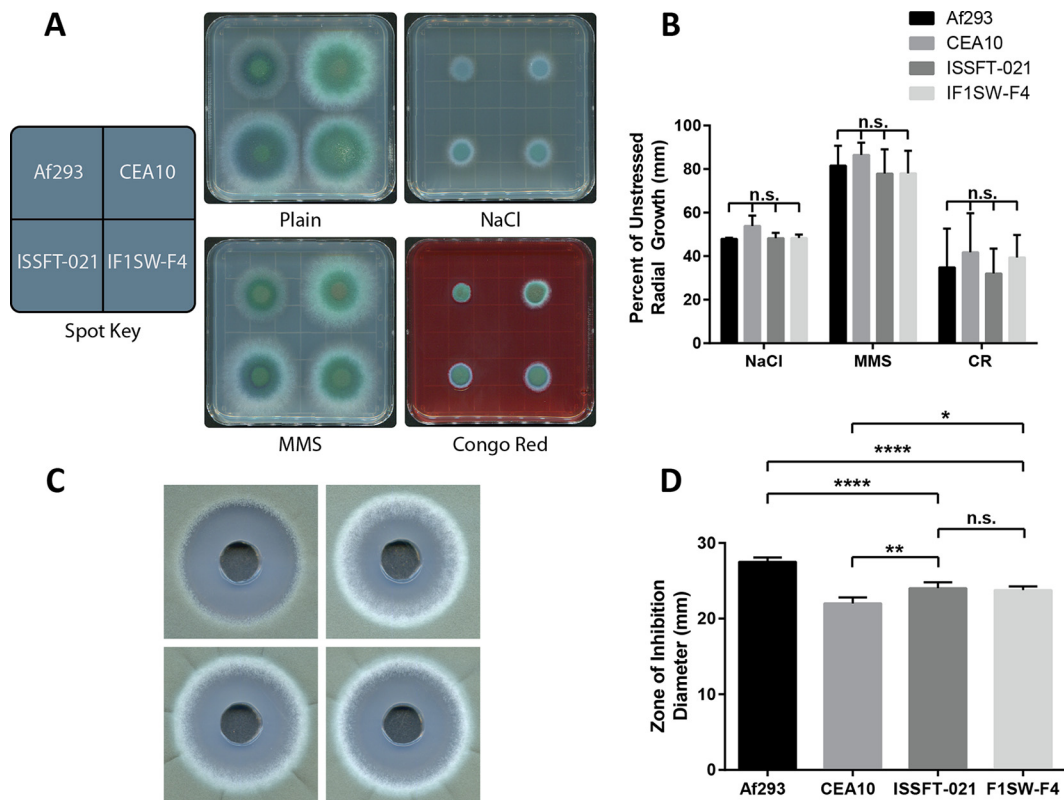 A
Af293
CEA10
ISSFT-021
IF1SW-F4
Spot Key
Plain
NaCl
MMS
Congo Red
B
Af293
CEA10
ISSFT-021
IF1SW-F4
Percent of Unstressed
Radial Growth (mm)
100
80
60
40
20
0
n.s.
n.s.
n.s.
NaCl
MMS
CR
C
D
*
****
****
n.s.
**
Zone of Inhibition
Diameter (mm)
30
20
10
0
Af293
CEA10
ISSFT-021
F1SW-F4